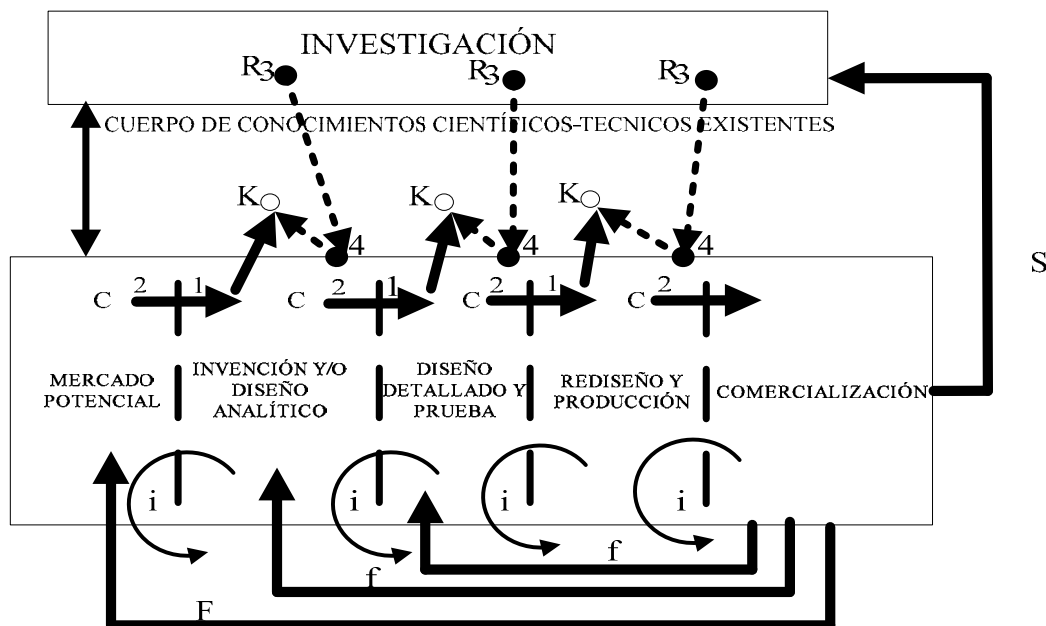 INVESTIGACIÓN
R3 R3 R3
CUERPO DE CONOCIMIENTOS CIENTÍFICOS-TECNICOS EXISTENTES
K K K
4 4 4
S
C 2 1 C 2 1 C 2 1 C 2
MERCADO
POTENCIAL
INVENCIÓN Y/O
DISEÑO
ANALÍTICO
DISEÑO
DETALLADO Y
PRUEBA
REDISEÑO Y
PRODUCCIÓN
COMERCIALIZACIÓN
i i i i
f
f
F